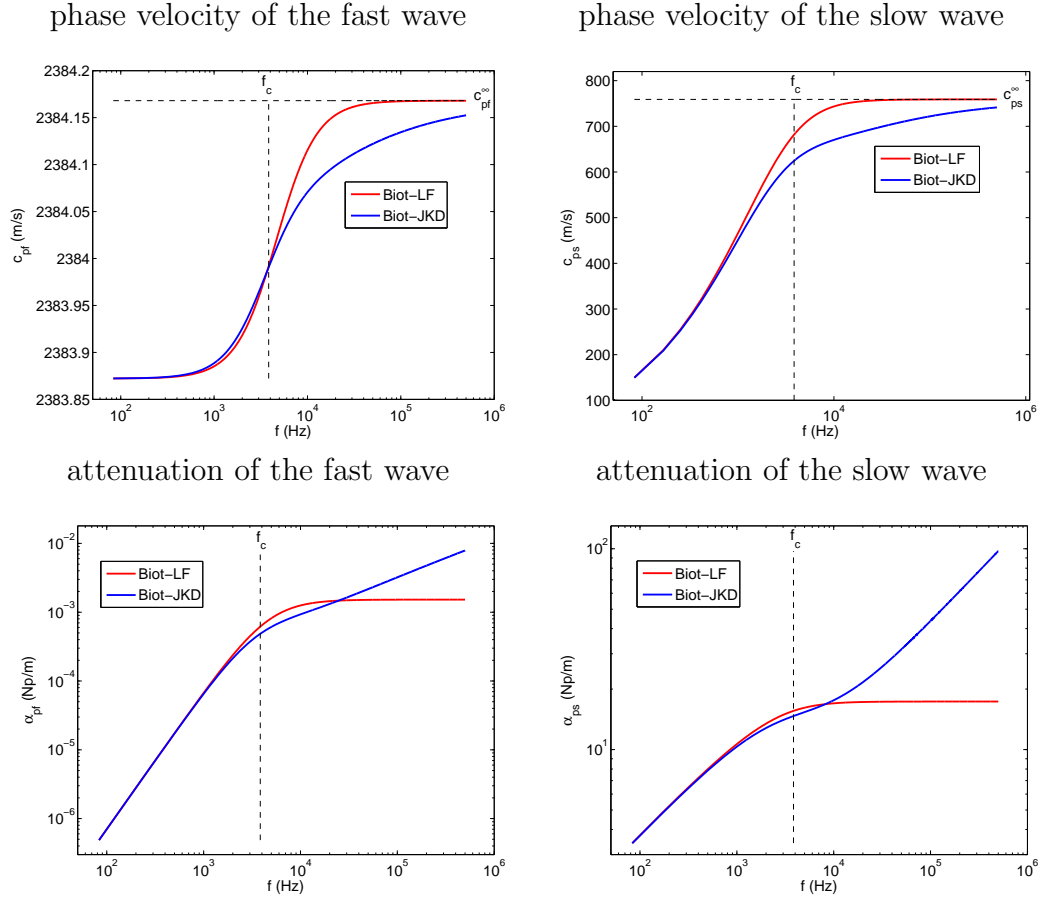 phase velocity of the fast wave
2384.2
2384.15
2384.1
2384.05
2384
2383.95
2383.9
2383.85
c_pf (m/s)
f_c
c_pf^∞
Biot−LF
Biot−JKD
10^2 10^3 10^4 10^5 10^6
f (Hz)
phase velocity of the slow wave
800
700
600
500
400
300
200
100
c_ps (m/s)
f_c
c_ps^∞
Biot−LF
Biot−JKD
10^2 10^4 10^6
f (Hz)
attenuation of the fast wave
10^−2
10^−3
10^−4
10^−5
10^−6
α_pf (Np/m)
f_c
Biot−LF
Biot−JKD
10^2 10^3 10^4 10^5 10^6
f (Hz)
attenuation of the slow wave
10^2
10^1
α_ps (Np/m)
f_c
Biot−LF
Biot−JKD
10^2 10^3 10^4 10^5 10^6
f (Hz)